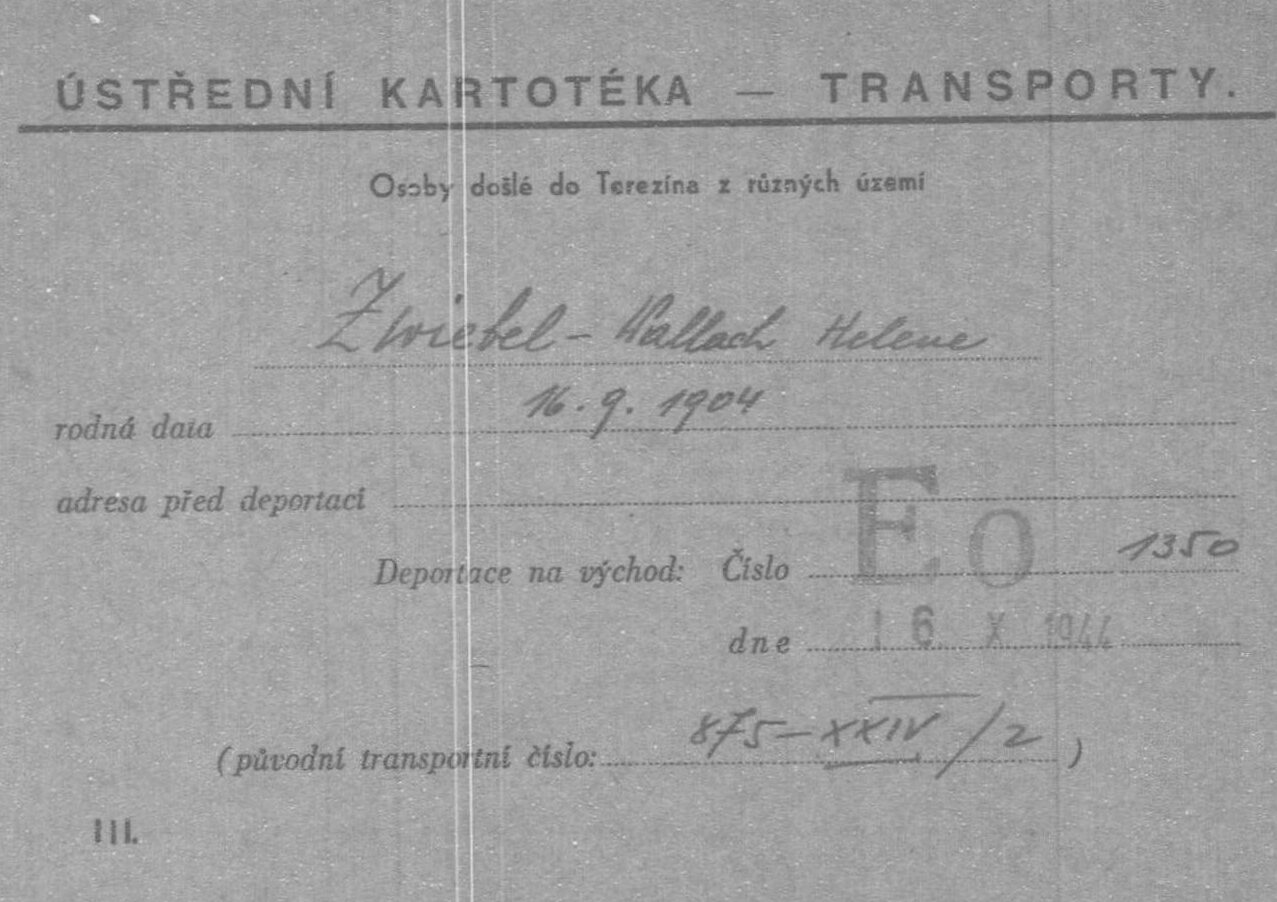 ÚSTŘEDNÍ KARTOTÉKA — TRANSPORTY.
Osoby došlé do Terezína z různých území
Zwiebel - Wallach Helene
rodná data 16. 9. 1904
adresa před deportací
Deportace na východ: Číslo Eo 1350
dne 16 X 1944
(původní transportní číslo: 875-XXIV/2)
III.